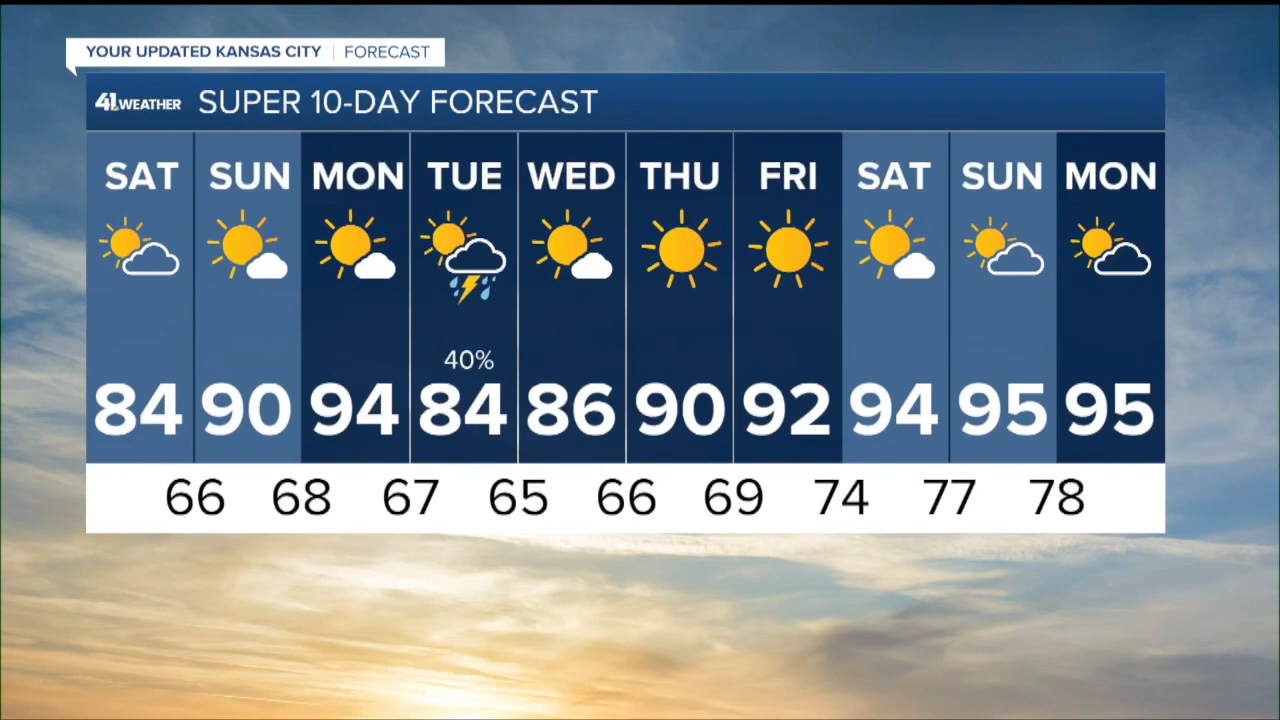 YOUR UPDATED KANSAS CITY | FORECAST
41 WEATHER SUPER 10-DAY FORECAST
SAT SUN MON TUE WED THU FRI SAT SUN MON
40%
84 90 94 84 86 90 92 94 95 95
66 68 67 65 66 69 74 77 78